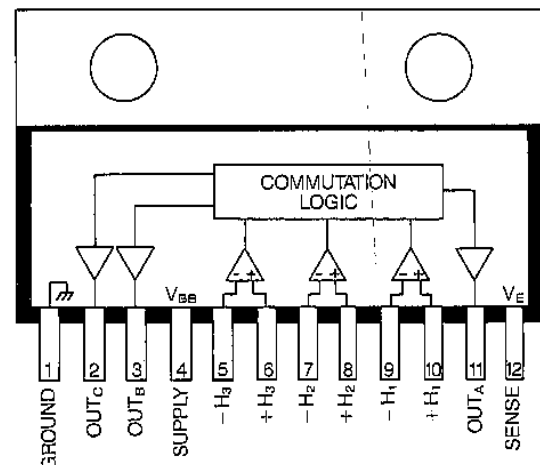 COMMUTATION
LOGIC
V_BB
V_E
- +
- +
- +
1
2
3
4
5
6
7
8
9
10
11
12
GROUND
OUT_C
OUT_B
SUPPLY
- H_3
+ H_3
- H_2
+ H_2
- H_1
+ H_1
OUT_A
SENSE